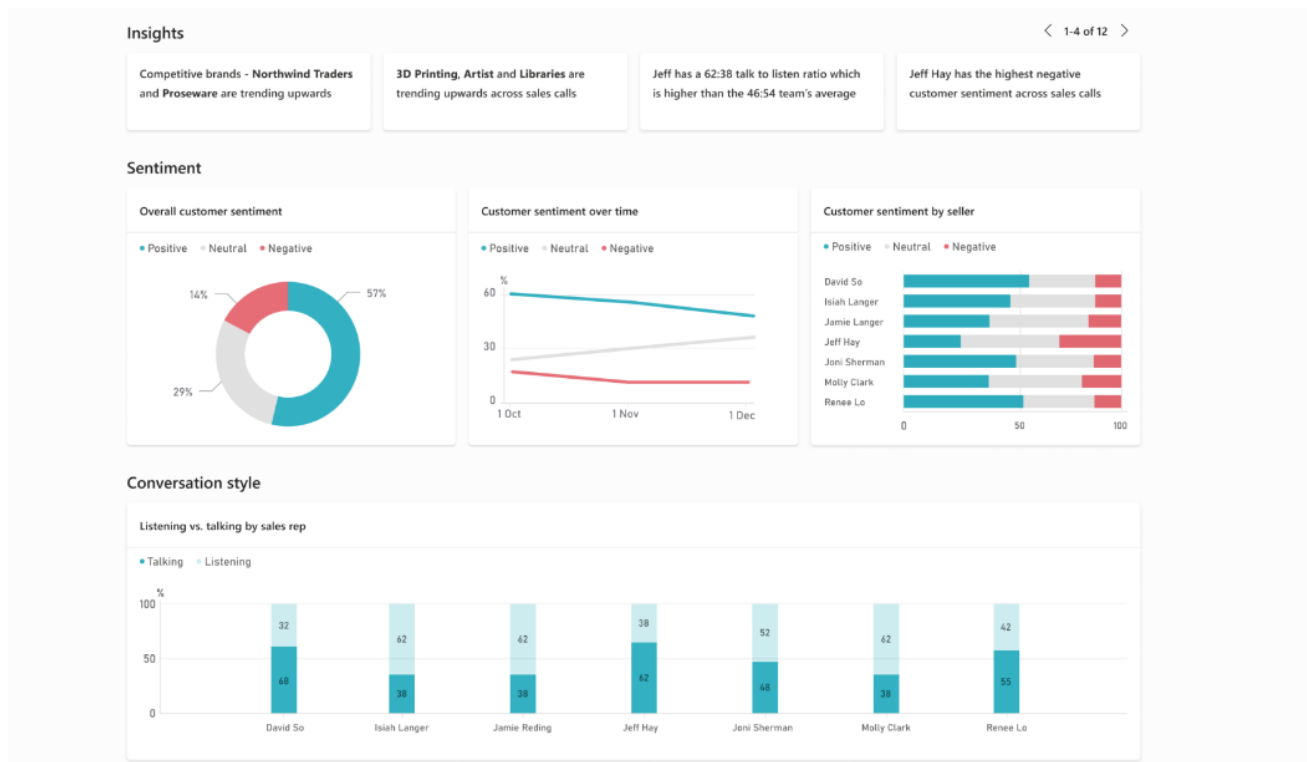 Insights
1-4 of 12
Competitive brands - Northwind Traders
and Proseware are trending upwards
3D Printing, Artist and Libraries are
trending upwards across sales calls
Jeff has a 62:38 talk to listen ratio which
is higher than the 46:54 team's average
Jeff Hay has the highest negative
customer sentiment across sales calls
Sentiment
Overall customer sentiment
Positive Neutral Negative
14%
57%
29%
Customer sentiment over time
Positive Neutral Negative
%
60
30
0
1 Oct 1 Nov 1 Dec
Customer sentiment by seller
Positive Neutral Negative
David So
Isiah Langer
Jamie Langer
Jeff Hay
Joni Sherman
Molly Clark
Renee Lo
0 50 100
Conversation style
Listening vs. talking by sales rep
Talking Listening
%
100
50
0
32 62 62 38 52 62 42
68 38 38 62 48 38 55
David So Isiah Langer Jamie Reding Jeff Hay Joni Sherman Molly Clark Renee Lo